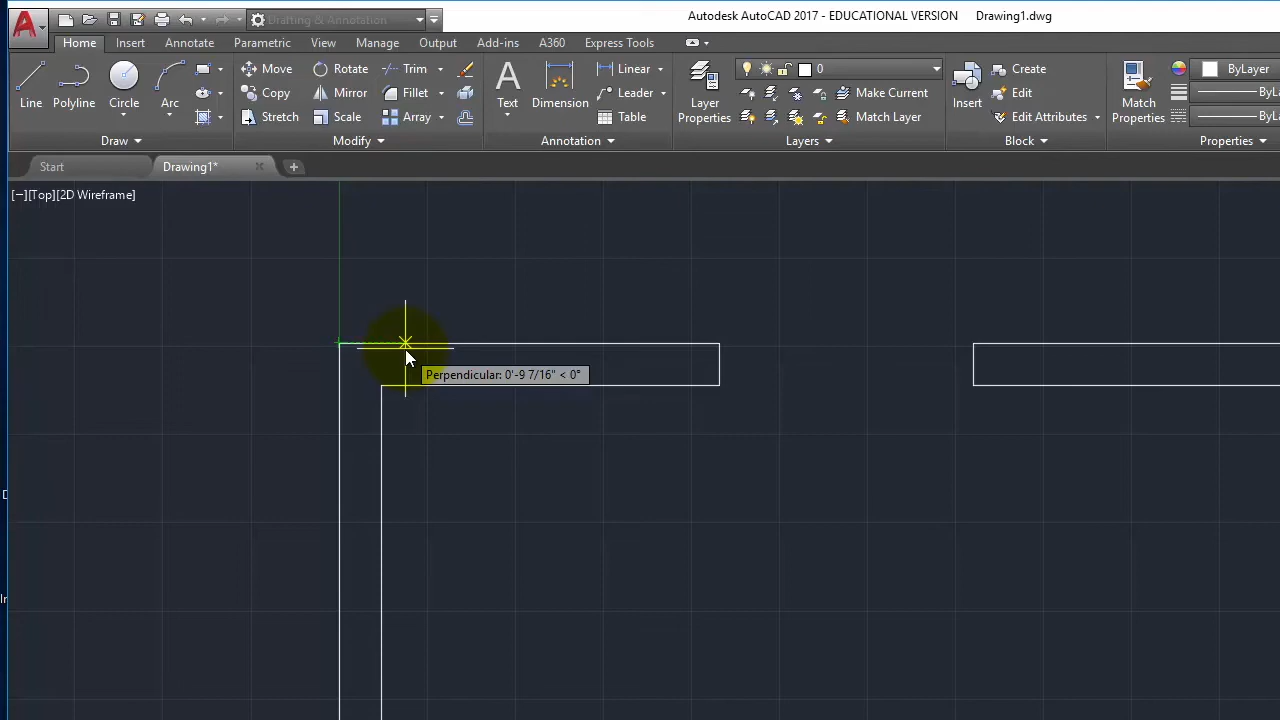 Drafting & Annotation
Autodesk AutoCAD 2017 - EDUCATIONAL VERSION Drawing1.dwg
Home Insert Annotate Parametric View Manage Output Add-ins A360 Express Tools
Move Rotate Trim Linear 0 Create ByLayer
Copy Mirror Fillet Leader Make Current Edit
Line Polyline Circle Arc Text Dimension Layer Properties Insert Match Properties
Stretch Scale Array Table Match Layer Edit Attributes
Draw Modify Annotation Layers Block Properties
Start Drawing1*
[−][Top][2D Wireframe]
Perpendicular: 0'-9 7/16" < 0°